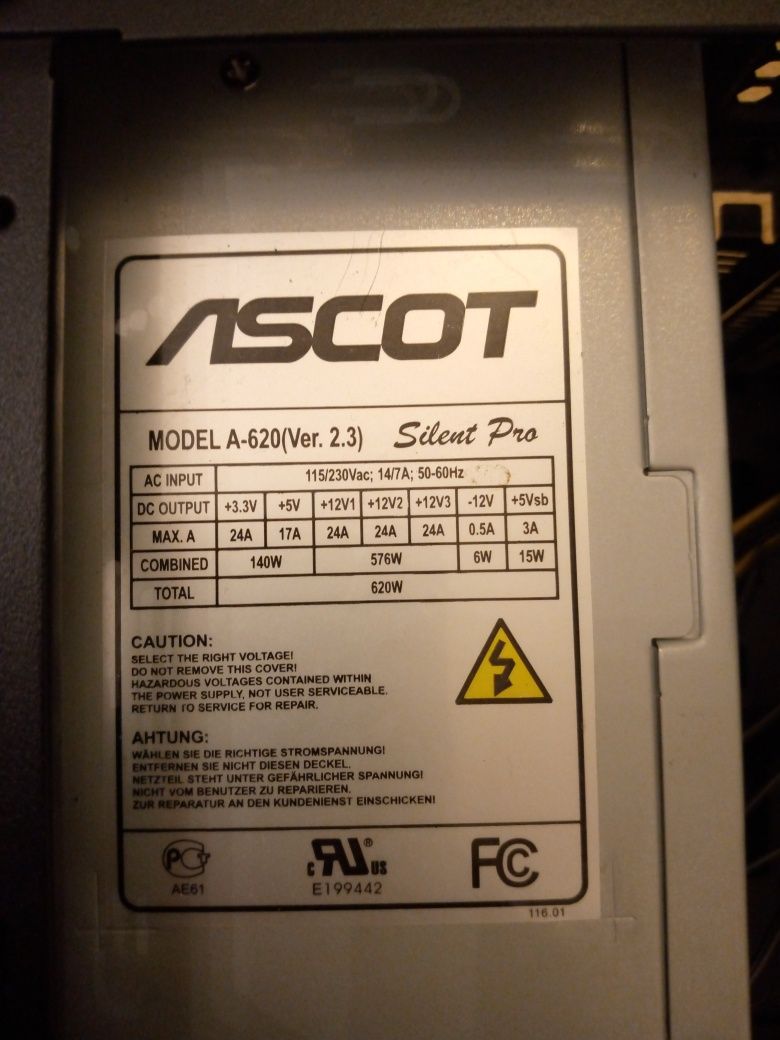 ASCOT
MODEL A-620(Ver. 2.3) Silent Pro
AC INPUT 115/230Vac; 14/7A; 50-60Hz
DC OUTPUT +3.3V +5V +12V1 +12V2 +12V3 -12V +5Vsb
MAX. A 24A 17A 24A 24A 24A 0.5A 3A
COMBINED 140W 576W 6W 15W
TOTAL 620W
CAUTION:
SELECT THE RIGHT VOLTAGE!
DO NOT REMOVE THIS COVER!
HAZARDOUS VOLTAGES CONTAINED WITHIN
THE POWER SUPPLY, NOT USER SERVICEABLE.
RETURN TO SERVICE FOR REPAIR.
AHTUNG:
WÄHLEN SIE DIE RICHTIGE STROMSPANNUNG!
ENTFERNEN SIE NICHT DIESEN DECKEL.
NETZTEIL STEHT UNTER GEFÄHRLICHER SPANNUNG!
NICHT VOM BENUTZER ZU REPARIEREN.
ZUR REPARATUR AN DEN KUNDENIENST EINSCHICKEN!
PCT c RU® US FC
AE61 E199442
116.01